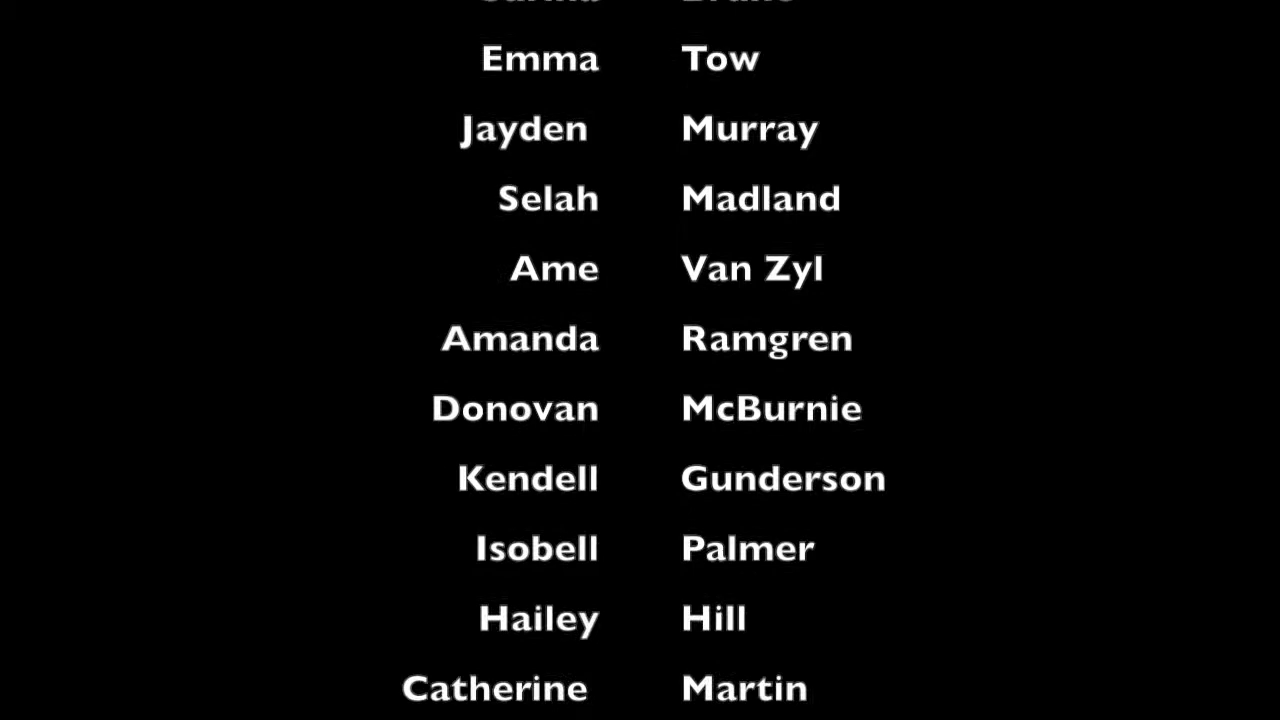 Emma Tow
Jayden Murray
Selah Madland
Ame Van Zyl
Amanda Ramgren
Donovan McBurnie
Kendell Gunderson
Isobell Palmer
Hailey Hill
Catherine Martin